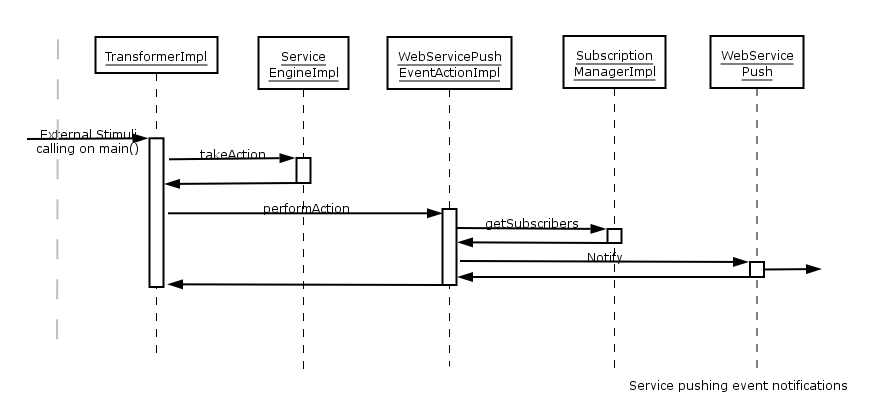 TransformerImpl
Service
EngineImpl
WebServicePush
EventActionImpl
Subscription
ManagerImpl
WebService
Push
External Stimuli
calling on main()
takeAction
performAction
getSubscribers
Notify
Service pushing event notifications